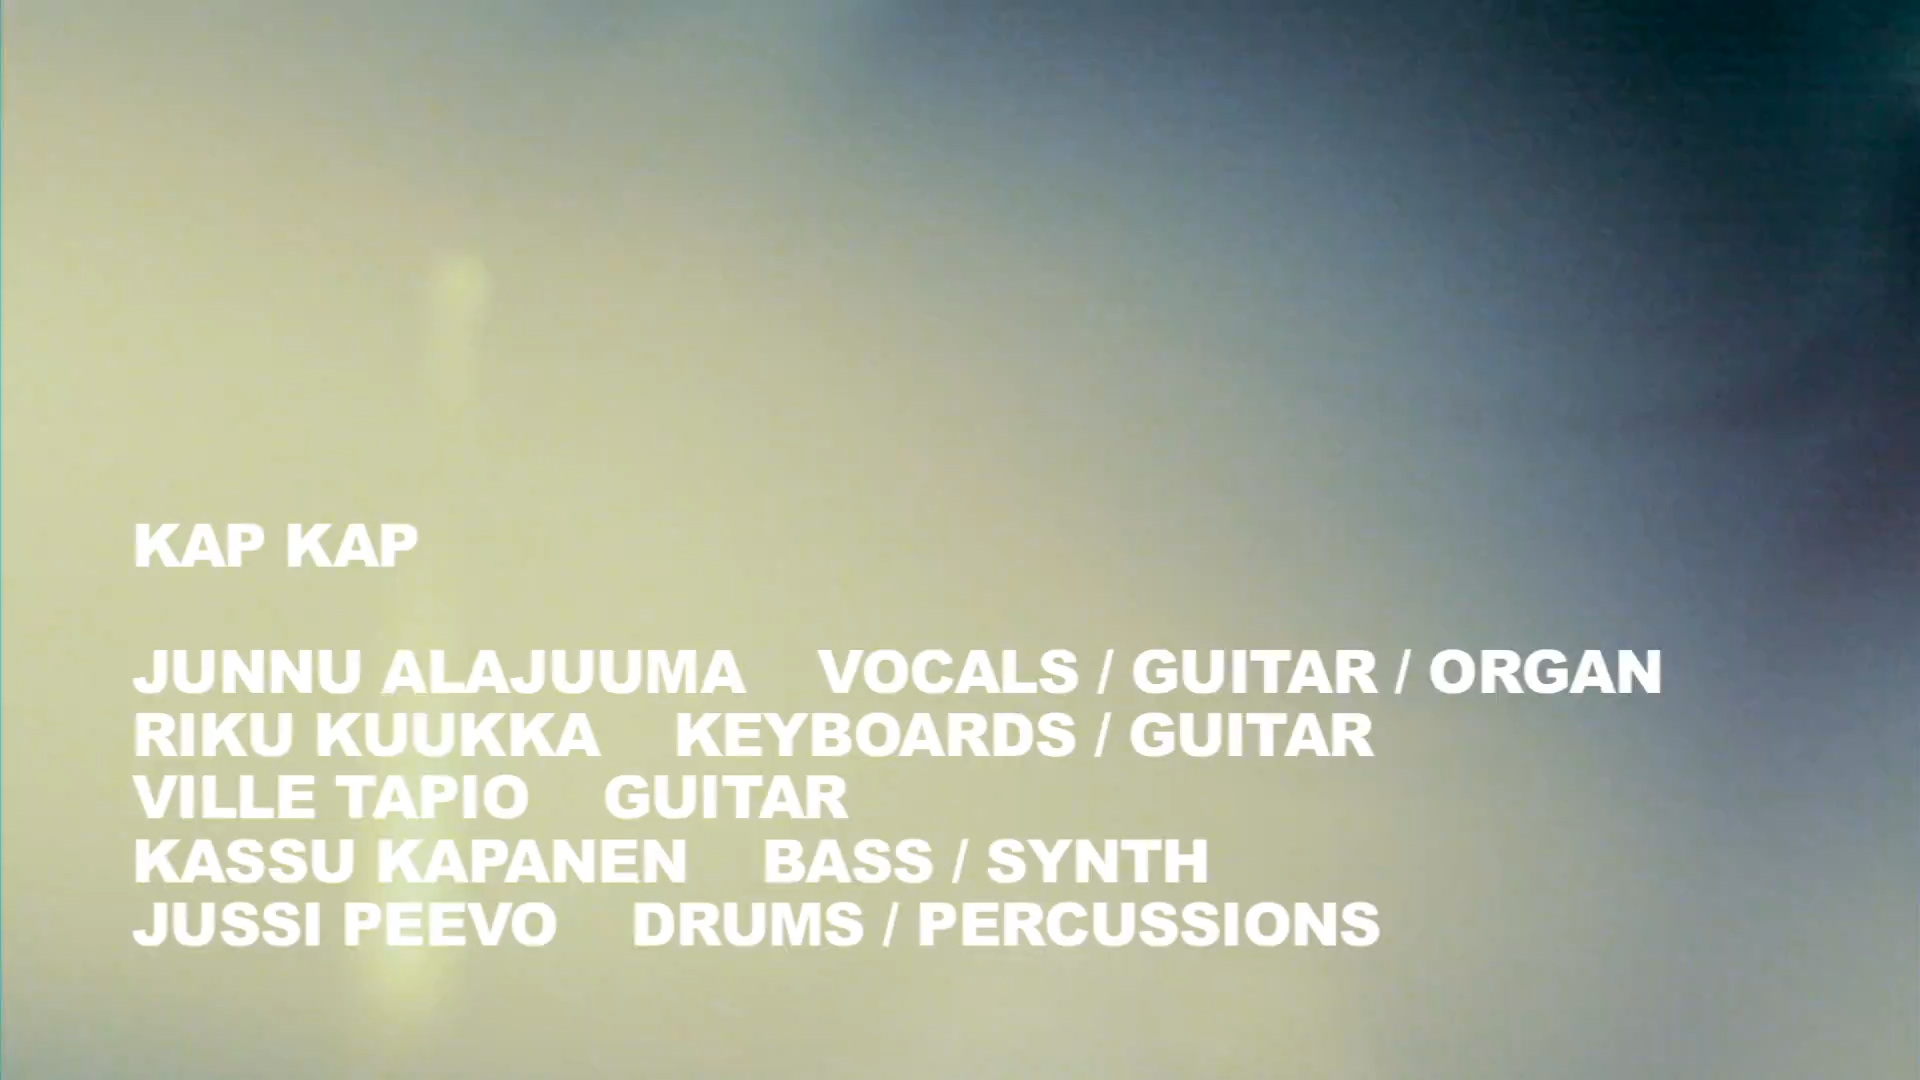 KAP KAP
JUNNU ALAJUUMA VOCALS / GUITAR / ORGAN
RIKU KUUKKA KEYBOARDS / GUITAR
VILLE TAPIO GUITAR
KASSU KAPANEN BASS / SYNTH
JUSSI PEEVO DRUMS / PERCUSSIONS